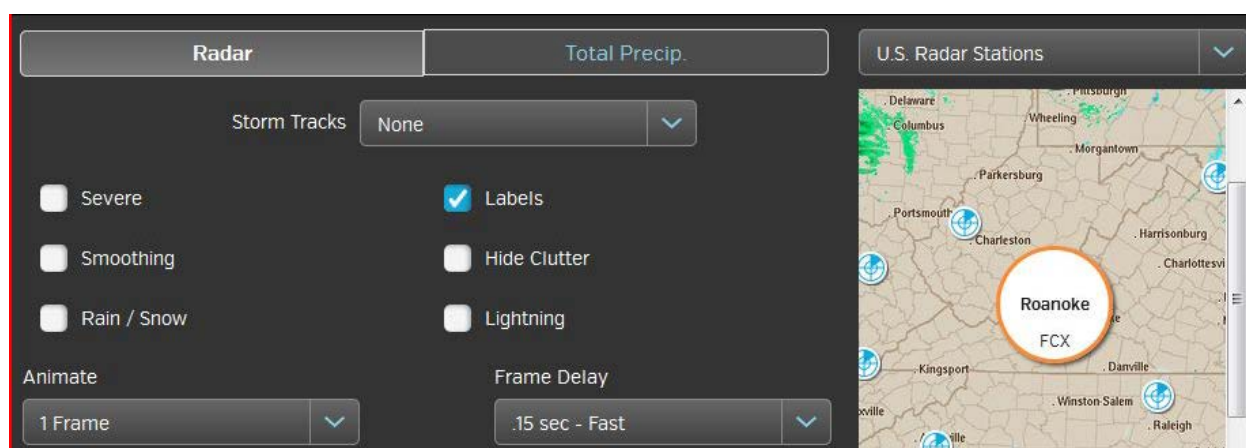 Radar
Total Precip.
U.S. Radar Stations
Storm Tracks
None
Severe
Labels
Smoothing
Hide Clutter
Rain / Snow
Lightning
Animate
Frame Delay
1 Frame
.15 sec - Fast
. Delaware
. Pittsburgh
Columbus
Wheeling
. Morgantown
. Parkersburg
. Portsmouth
. Charleston
. Harrisonburg
. Charlottesvi
Roanoke
FCX
. Kingsport
. Danville
. Winston-Salem
. Raleigh